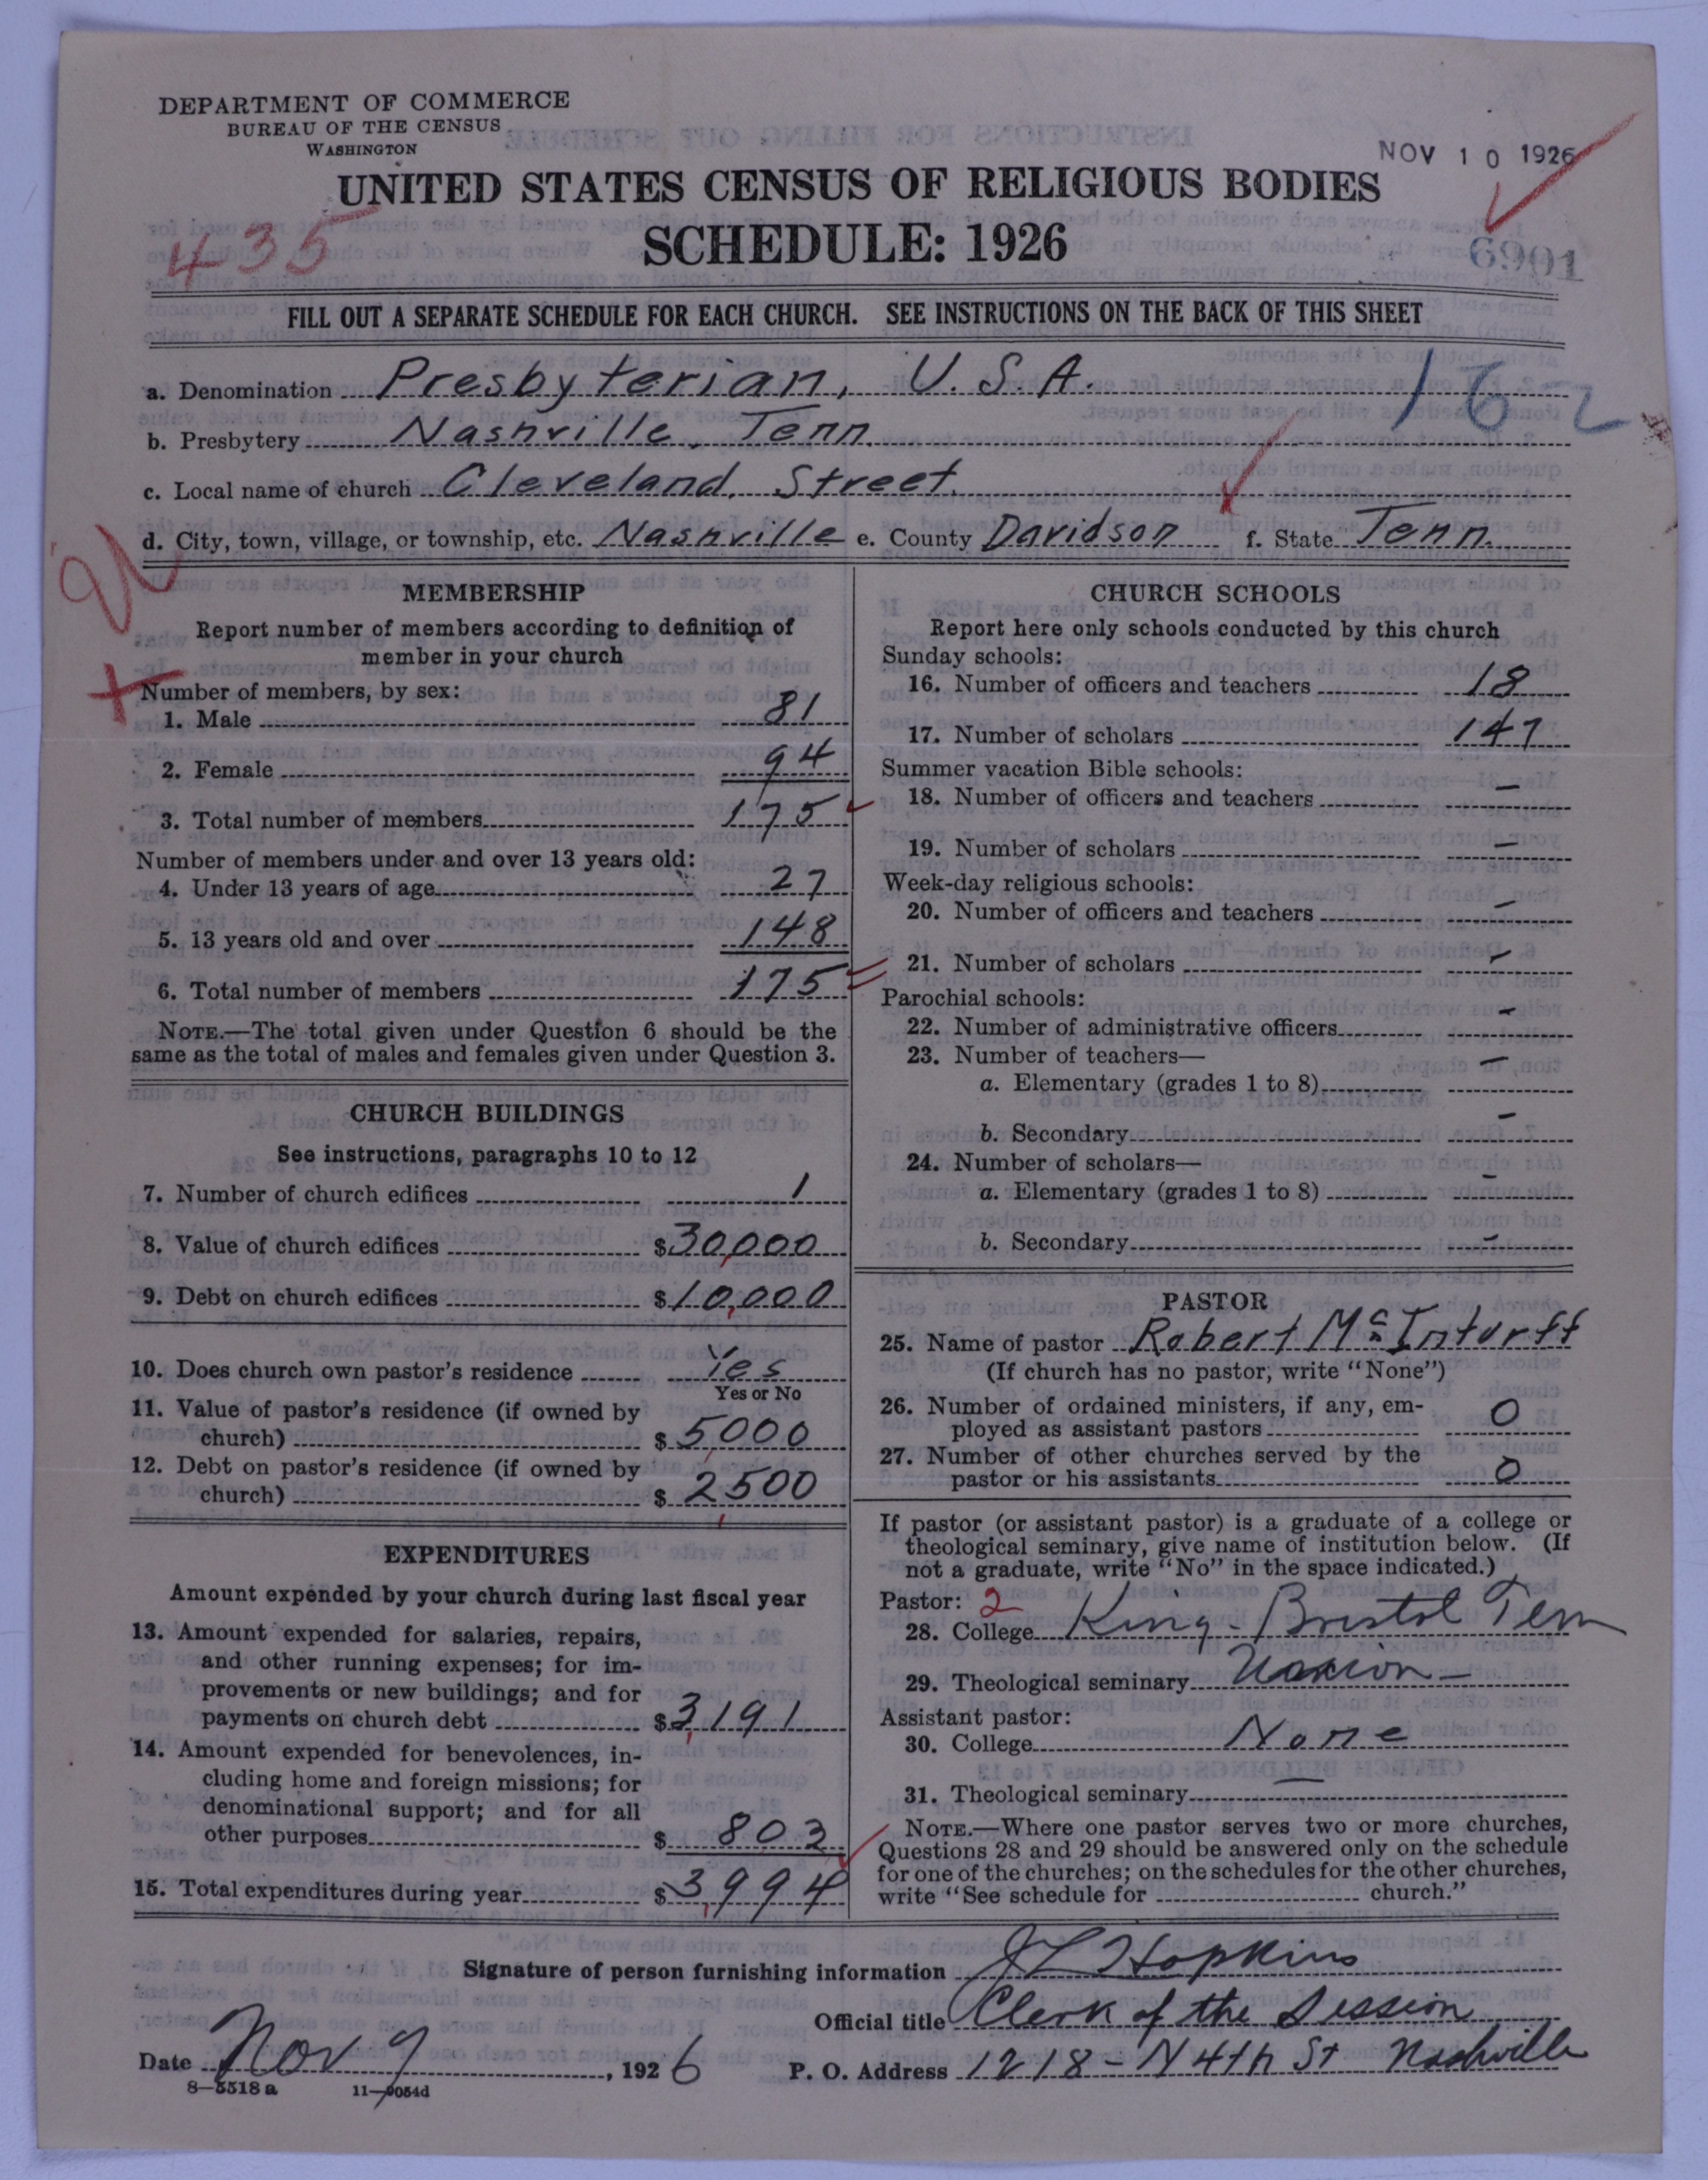 DEPARTMENT OF COMMERCE
BUREAU OF THE CENSUS
WASHINGTON
NOV 10 1926
UNITED STATES CENSUS OF RELIGIOUS BODIES
SCHEDULE: 1926
435
6901
FILL OUT A SEPARATE SCHEDULE FOR EACH CHURCH. SEE INSTRUCTIONS ON THE BACK OF THIS SHEET
a. Denomination Presbyterian, U.S.A.
162
b. Presbytery Nashville, Tenn.
c. Local name of church Cleveland Street
d. City, town, village, or township, etc. Nashville e. County Davidson f. State Tenn.
MEMBERSHIP
Report number of members according to definition of
member in your church
Number of members, by sex:
1. Male 81
2. Female 94
3. Total number of members 175
Number of members under and over 13 years old:
4. Under 13 years of age 27
5. 13 years old and over 148
6. Total number of members 175
NOTE.—The total given under Question 6 should be the
same as the total of males and females given under Question 3.
CHURCH BUILDINGS
See instructions, paragraphs 10 to 12
7. Number of church edifices 1
8. Value of church edifices $30,000
9. Debt on church edifices $10,000
10. Does church own pastor's residence Yes
Yes or No
11. Value of pastor's residence (if owned by
church) $5,000
12. Debt on pastor's residence (if owned by
church) $2,500
EXPENDITURES
Amount expended by your church during last fiscal year
13. Amount expended for salaries, repairs,
and other running expenses; for im-
provements or new buildings; and for
payments on church debt $3,191
14. Amount expended for benevolences, in-
cluding home and foreign missions; for
denominational support; and for all
other purposes $803
15. Total expenditures during year $3,994
CHURCH SCHOOLS
Report here only schools conducted by this church
Sunday schools:
16. Number of officers and teachers 18
17. Number of scholars 147
Summer vacation Bible schools:
18. Number of officers and teachers –
19. Number of scholars –
Week-day religious schools:
20. Number of officers and teachers –
21. Number of scholars –
Parochial schools:
22. Number of administrative officers –
23. Number of teachers—
a. Elementary (grades 1 to 8) –
b. Secondary –
24. Number of scholars—
a. Elementary (grades 1 to 8) –
b. Secondary –
PASTOR
25. Name of pastor Robert McInturff
(If church has no pastor, write "None")
26. Number of ordained ministers, if any, em-
ployed as assistant pastors 0
27. Number of other churches served by the
pastor or his assistants 0
If pastor (or assistant pastor) is a graduate of a college or
theological seminary, give name of institution below. (If
not a graduate, write "No" in the space indicated.)
Pastor: 2
28. College King - Bristol Tenn
29. Theological seminary Union –
Assistant pastor:
30. College None
31. Theological seminary —
NOTE.—Where one pastor serves two or more churches,
Questions 28 and 29 should be answered only on the schedule
for one of the churches; on the schedules for the other churches,
write "See schedule for church."
Signature of person furnishing information JL Hopkins
Official title Clerk of the Session
Date Nov 9, 1926 P. O. Address 1218 - N 4th St Nashville
8—5518 a 11—9054d